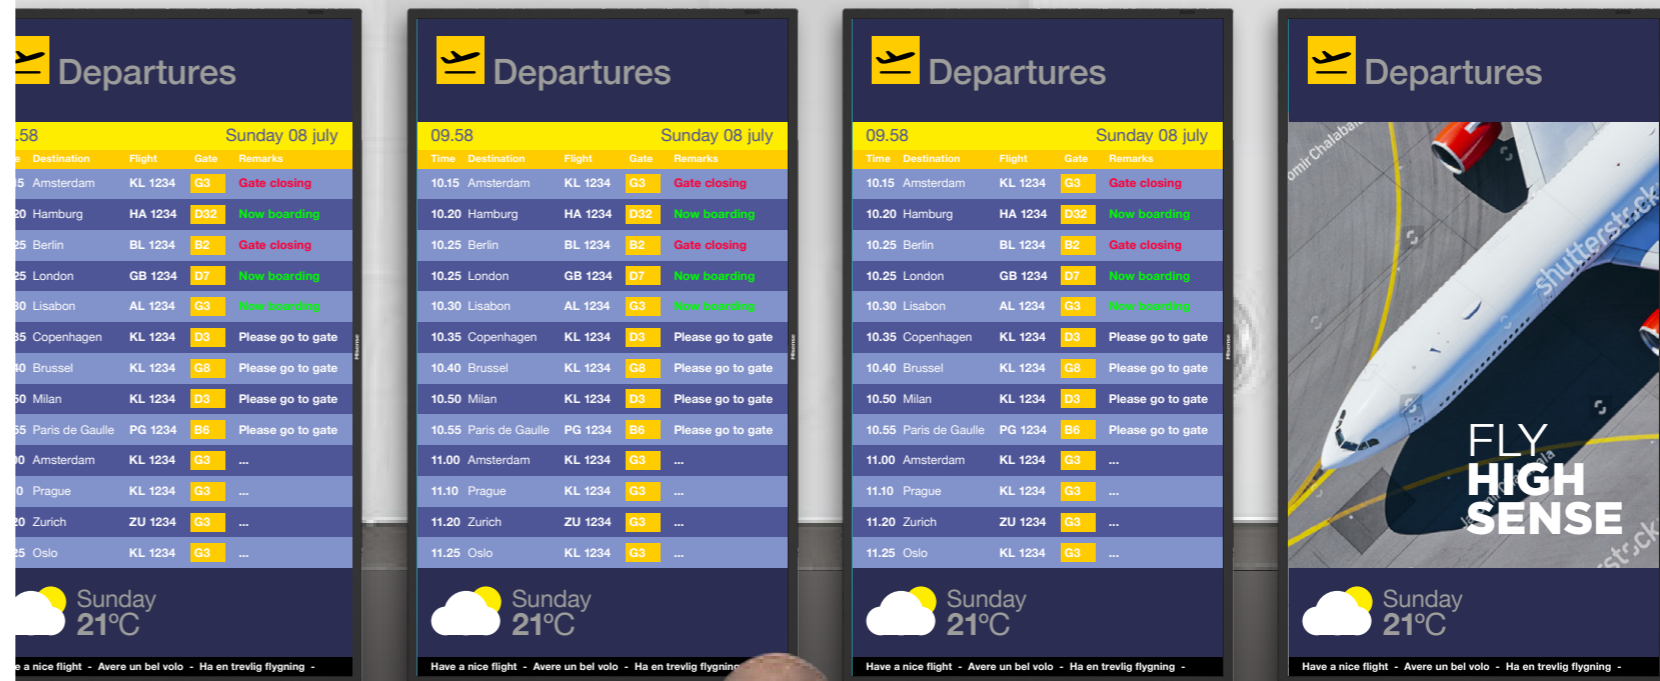 Departures
.58 Sunday 08 july
Destination Flight Gate Remarks
15 Amsterdam KL 1234 G3 Gate closing
20 Hamburg HA 1234 D32 Now boarding
25 Berlin BL 1234 B2 Gate closing
25 London GB 1234 D7 Now boarding
30 Lisabon AL 1234 G3 Now boarding
35 Copenhagen KL 1234 D3 Please go to gate
40 Brussel KL 1234 G8 Please go to gate
50 Milan KL 1234 D3 Please go to gate
55 Paris de Gaulle PG 1234 B6 Please go to gate
0 Amsterdam KL 1234 G3 ...
0 Prague KL 1234 G3 ...
20 Zurich ZU 1234 G3 ...
25 Oslo KL 1234 G3 ...
Hisense
Sunday
21°C
e a nice flight - Avere un bel volo - Ha en trevlig flygning -
Departures
09.58 Sunday 08 july
Time Destination Flight Gate Remarks
10.15 Amsterdam KL 1234 G3 Gate closing
10.20 Hamburg HA 1234 D32 Now boarding
10.25 Berlin BL 1234 B2 Gate closing
10.25 London GB 1234 D7 Now boarding
10.30 Lisabon AL 1234 G3 Now boarding
10.35 Copenhagen KL 1234 D3 Please go to gate
10.40 Brussel KL 1234 G8 Please go to gate
10.50 Milan KL 1234 D3 Please go to gate
10.55 Paris de Gaulle PG 1234 B6 Please go to gate
11.00 Amsterdam KL 1234 G3 ...
11.10 Prague KL 1234 G3 ...
11.20 Zurich ZU 1234 G3 ...
11.25 Oslo KL 1234 G3 ...
Hisense
Sunday
21°C
Have a nice flight - Avere un bel volo - Ha en trevlig flygning
Departures
09.58 Sunday 08 july
Time Destination Flight Gate Remarks
10.15 Amsterdam KL 1234 G3 Gate closing
10.20 Hamburg HA 1234 D32 Now boarding
10.25 Berlin BL 1234 B2 Gate closing
10.25 London GB 1234 D7 Now boarding
10.30 Lisabon AL 1234 G3 Now boarding
10.35 Copenhagen KL 1234 D3 Please go to gate
10.40 Brussel KL 1234 G8 Please go to gate
10.50 Milan KL 1234 D3 Please go to gate
10.55 Paris de Gaulle PG 1234 B6 Please go to gate
11.00 Amsterdam KL 1234 G3 ...
11.10 Prague KL 1234 G3 ...
11.20 Zurich ZU 1234 G3 ...
11.25 Oslo KL 1234 G3 ...
Hisense
Sunday
21°C
Have a nice flight - Avere un bel volo - Ha en trevlig flygning -
Departures
shutterstock
FLY
HIGH
SENSE
Sunday
21°C
Have a nice flight - Avere un bel volo - Ha en trevlig flygning -